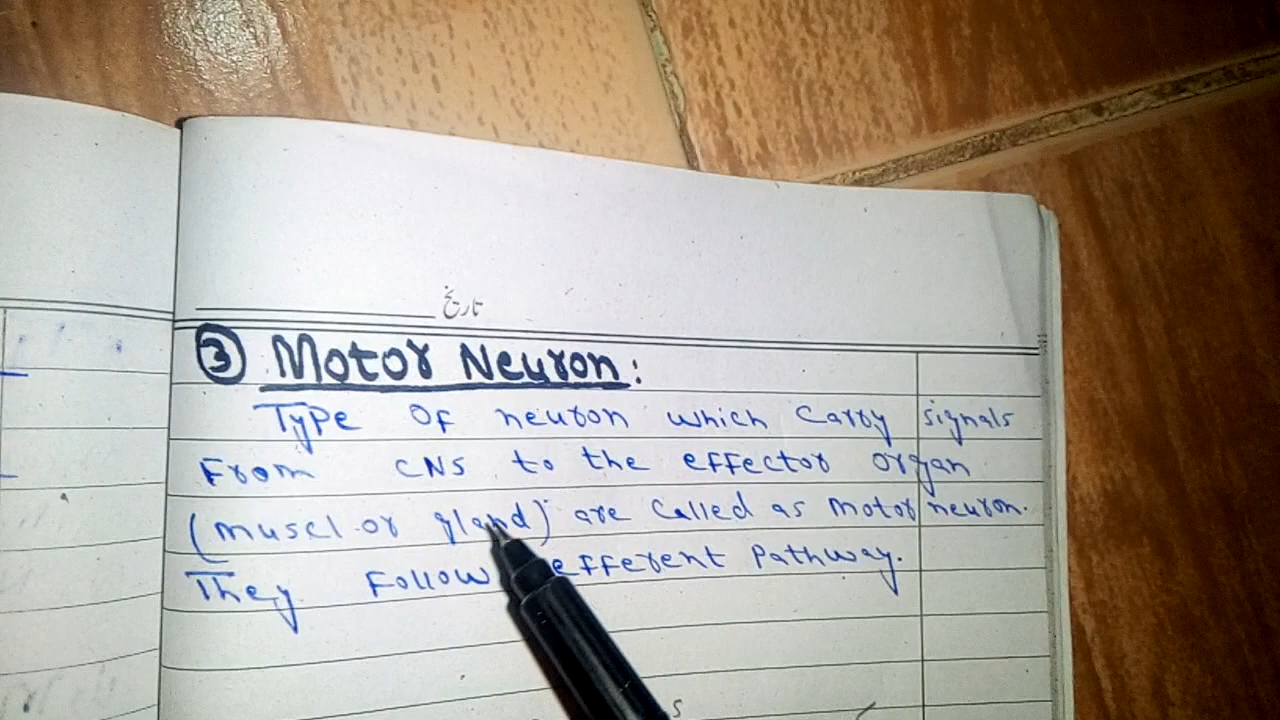 تاریخ
③ Motor Neuron:
Type of neuron which carry signals
From CNS to the effector organ
(muscl or gland) are called as motor neuron.
They Follow efferent Pathway.
s